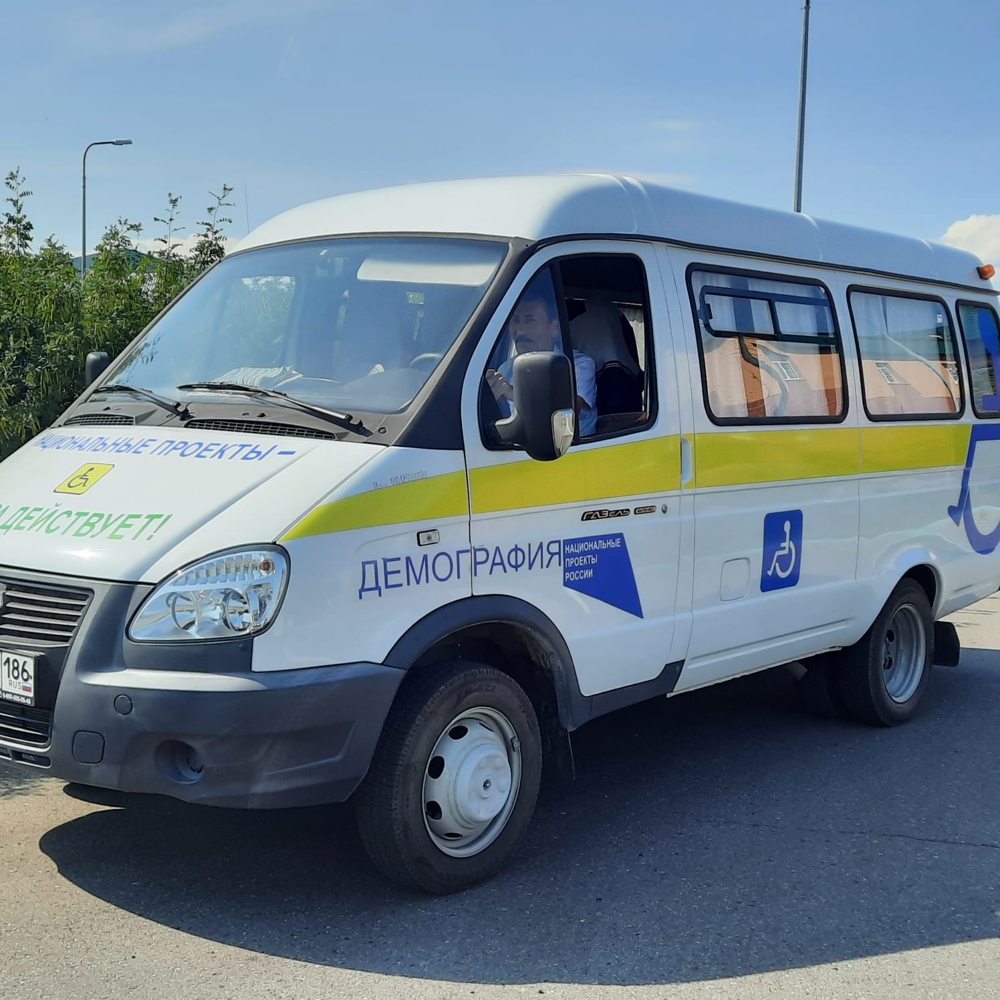 НАЦИОНАЛЬНЫЕ ПРОЕКТЫ –
ДЕЙСТВУЕТ!
ГАЗель БИЗНЕС
ДЕМОГРАФИЯ
НАЦИОНАЛЬНЫЕ
ПРОЕКТЫ
РОССИИ
186
RUS